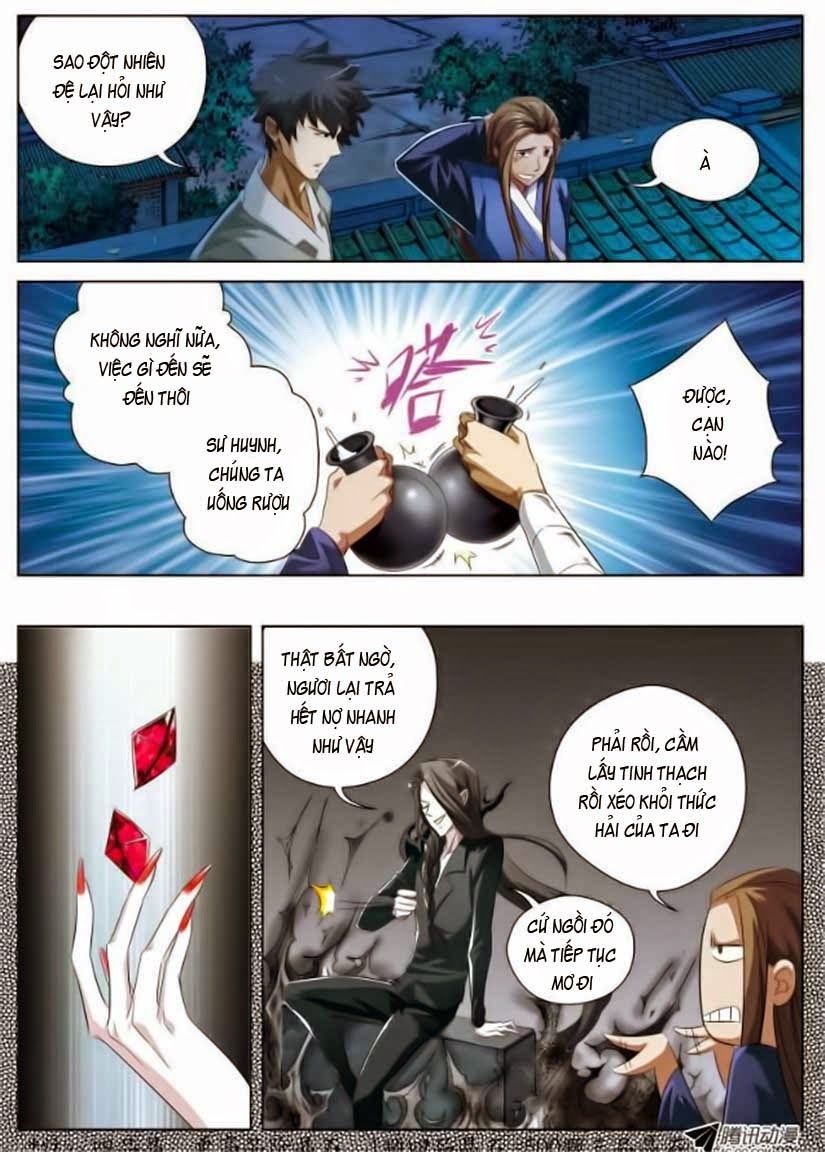 SAO ĐỘT NHIÊN
ĐỆ LẠI HỎI NHƯ
VẬY?
À
KHÔNG NGHĨ NỮA,
VIỆC GÌ ĐẾN SẼ
ĐẾN THÔI
SƯ HUYNH,
CHÚNG TA
UỐNG RƯỢU
嗒
ĐƯỢC,
CẠN
NÀO!
THẬT BẤT NGỜ,
NGƯƠI LẠI TRẢ
HẾT NỢ NHANH
NHƯ VẬY
PHẢI RỒI, CẦM
LẤY TINH THẠCH
RỒI XÉO KHỎI THỨC
HẢI CỦA TA ĐI
CỨ NGỒI ĐÓ
MÀ TIẾP TỤC
MƠ ĐI
腾讯动漫